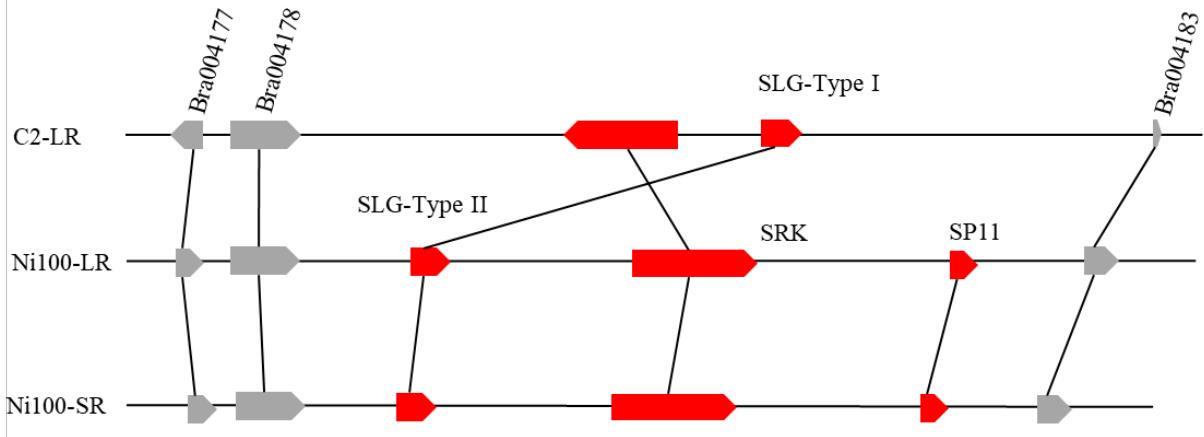 Bra004177
Bra004178
Bra004183
SLG-Type I
C2-LR
SLG-Type II
SRK
SP11
Ni100-LR
Ni100-SR